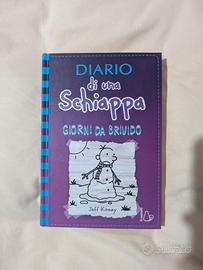 DIARIO
di una
Schiappa
GIORNI DA BRIVIDO
Jeff Kinney